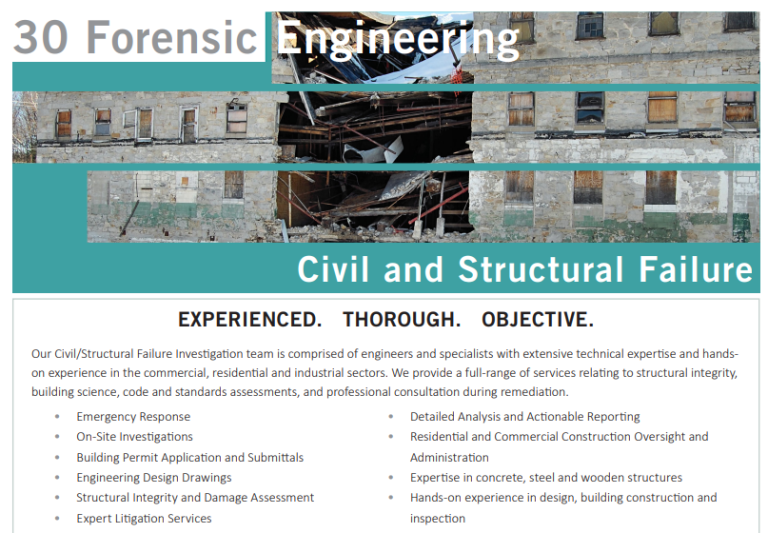 30 Forensic Engineering
Civil and Structural Failure
EXPERIENCED. THOROUGH. OBJECTIVE.
Our Civil/Structural Failure Investigation team is comprised of engineers and specialists with extensive technical expertise and hands-
on experience in the commercial, residential and industrial sectors. We provide a full-range of services relating to structural integrity,
building science, code and standards assessments, and professional consultation during remediation.
• Emergency Response
• On-Site Investigations
• Building Permit Application and Submittals
• Engineering Design Drawings
• Structural Integrity and Damage Assessment
• Expert Litigation Services
• Detailed Analysis and Actionable Reporting
• Residential and Commercial Construction Oversight and
Administration
• Expertise in concrete, steel and wooden structures
• Hands-on experience in design, building construction and
inspection